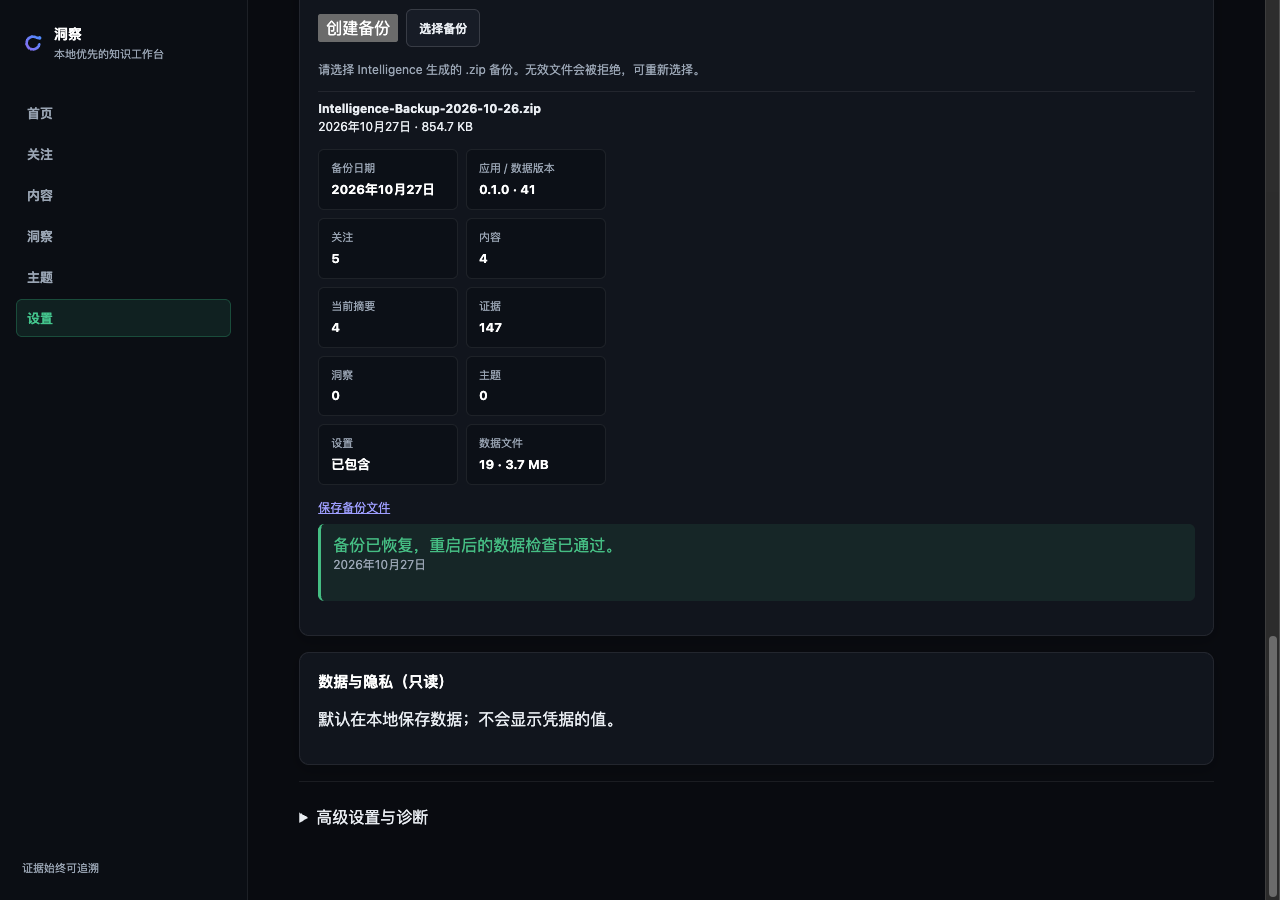 洞察
本地优先的知识工作台
首页
关注
内容
洞察
主题
设置
证据始终可追溯
创建备份 选择备份
请选择 Intelligence 生成的 .zip 备份。无效文件会被拒绝，可重新选择。
Intelligence-Backup-2026-10-26.zip
2026年10月27日 · 854.7 KB
备份日期
2026年10月27日
应用 / 数据版本
0.1.0 · 41
关注
5
内容
4
当前摘要
4
证据
147
洞察
0
主题
0
设置
已包含
数据文件
19 · 3.7 MB
保存备份文件
备份已恢复，重启后的数据检查已通过。
2026年10月27日
数据与隐私（只读）
默认在本地保存数据；不会显示凭据的值。
高级设置与诊断